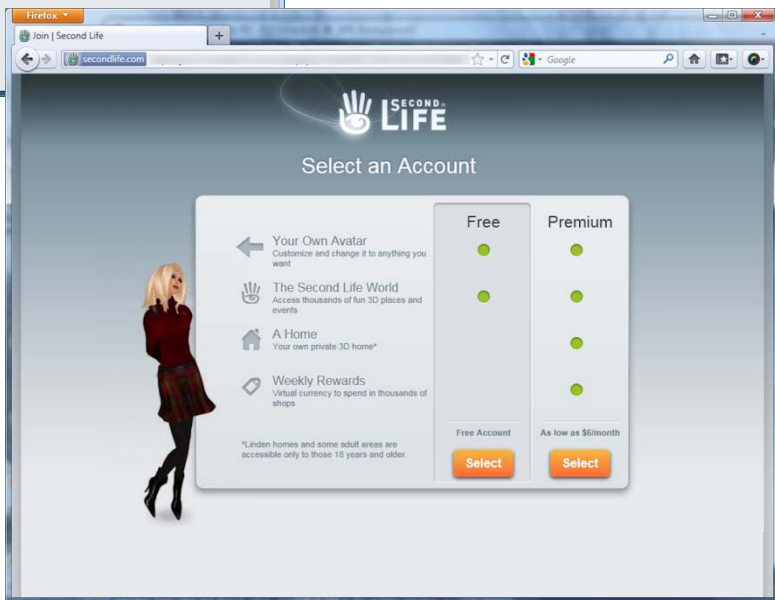 Firefox
Join | Second Life
secondlife.com
Google
SECOND
LIFE
Select an Account
Free
Premium
Your Own Avatar
Customize and change it to anything you
want
The Second Life World
Access thousands of fun 3D places and
events
A Home
Your own private 3D home*
Weekly Rewards
Virtual currency to spend in thousands of
shops
*Linden homes and some adult areas are
accessible only to those 18 years and older.
Free Account
As low as $6/month
Select
Select